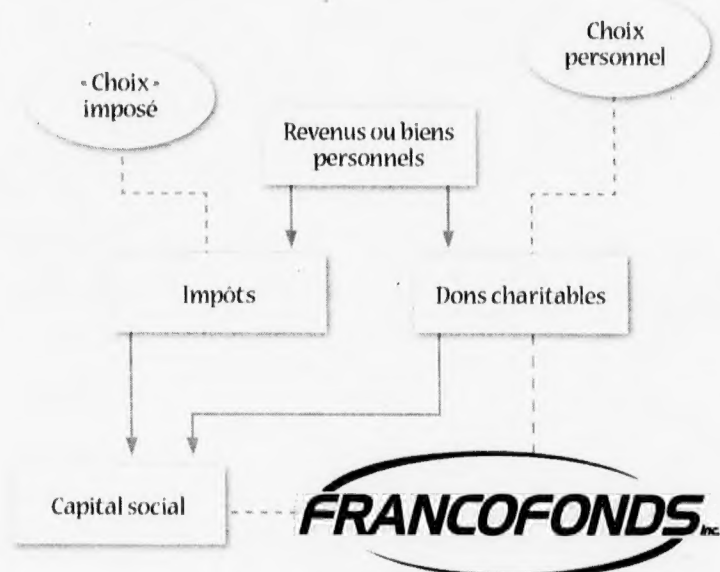 Choix
personnel
« Choix »
imposé
Revenus ou biens
personnels
Impôts
Dons charitables
Capital social
FRANCOFONDS Inc.